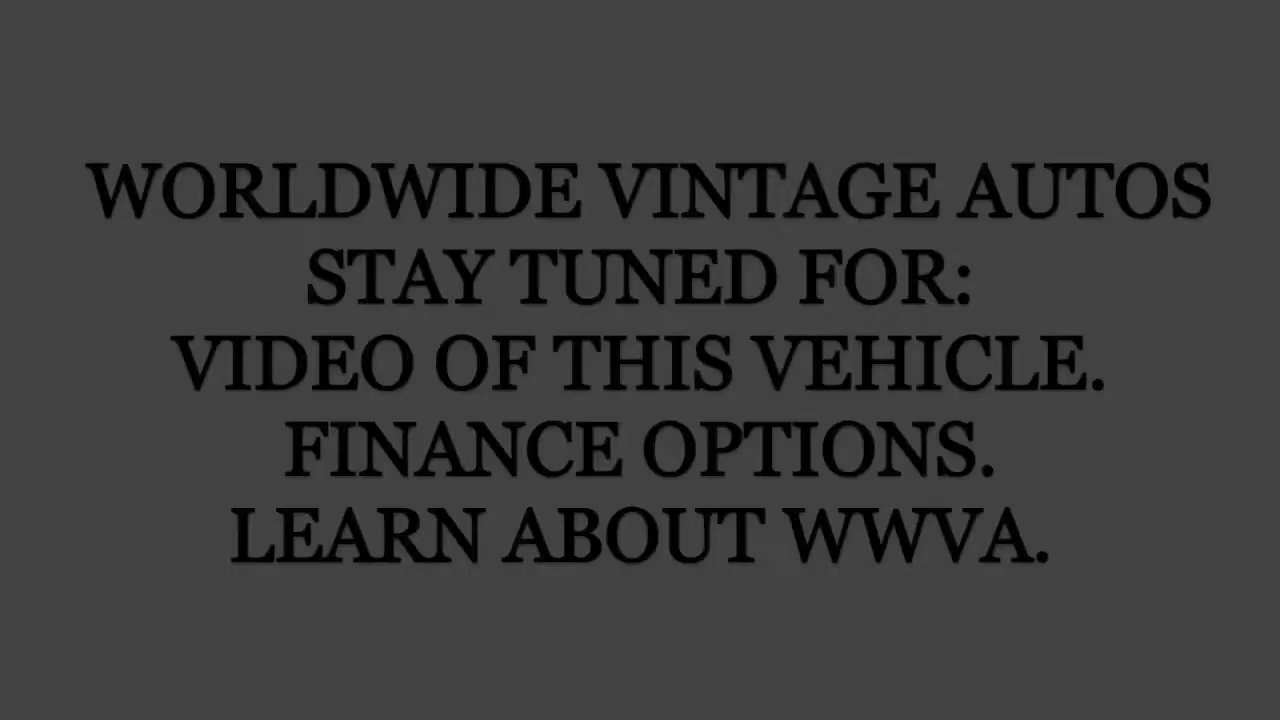 WORLDWIDE VINTAGE AUTOS
STAY TUNED FOR:
VIDEO OF THIS VEHICLE.
FINANCE OPTIONS.
LEARN ABOUT WWVA.